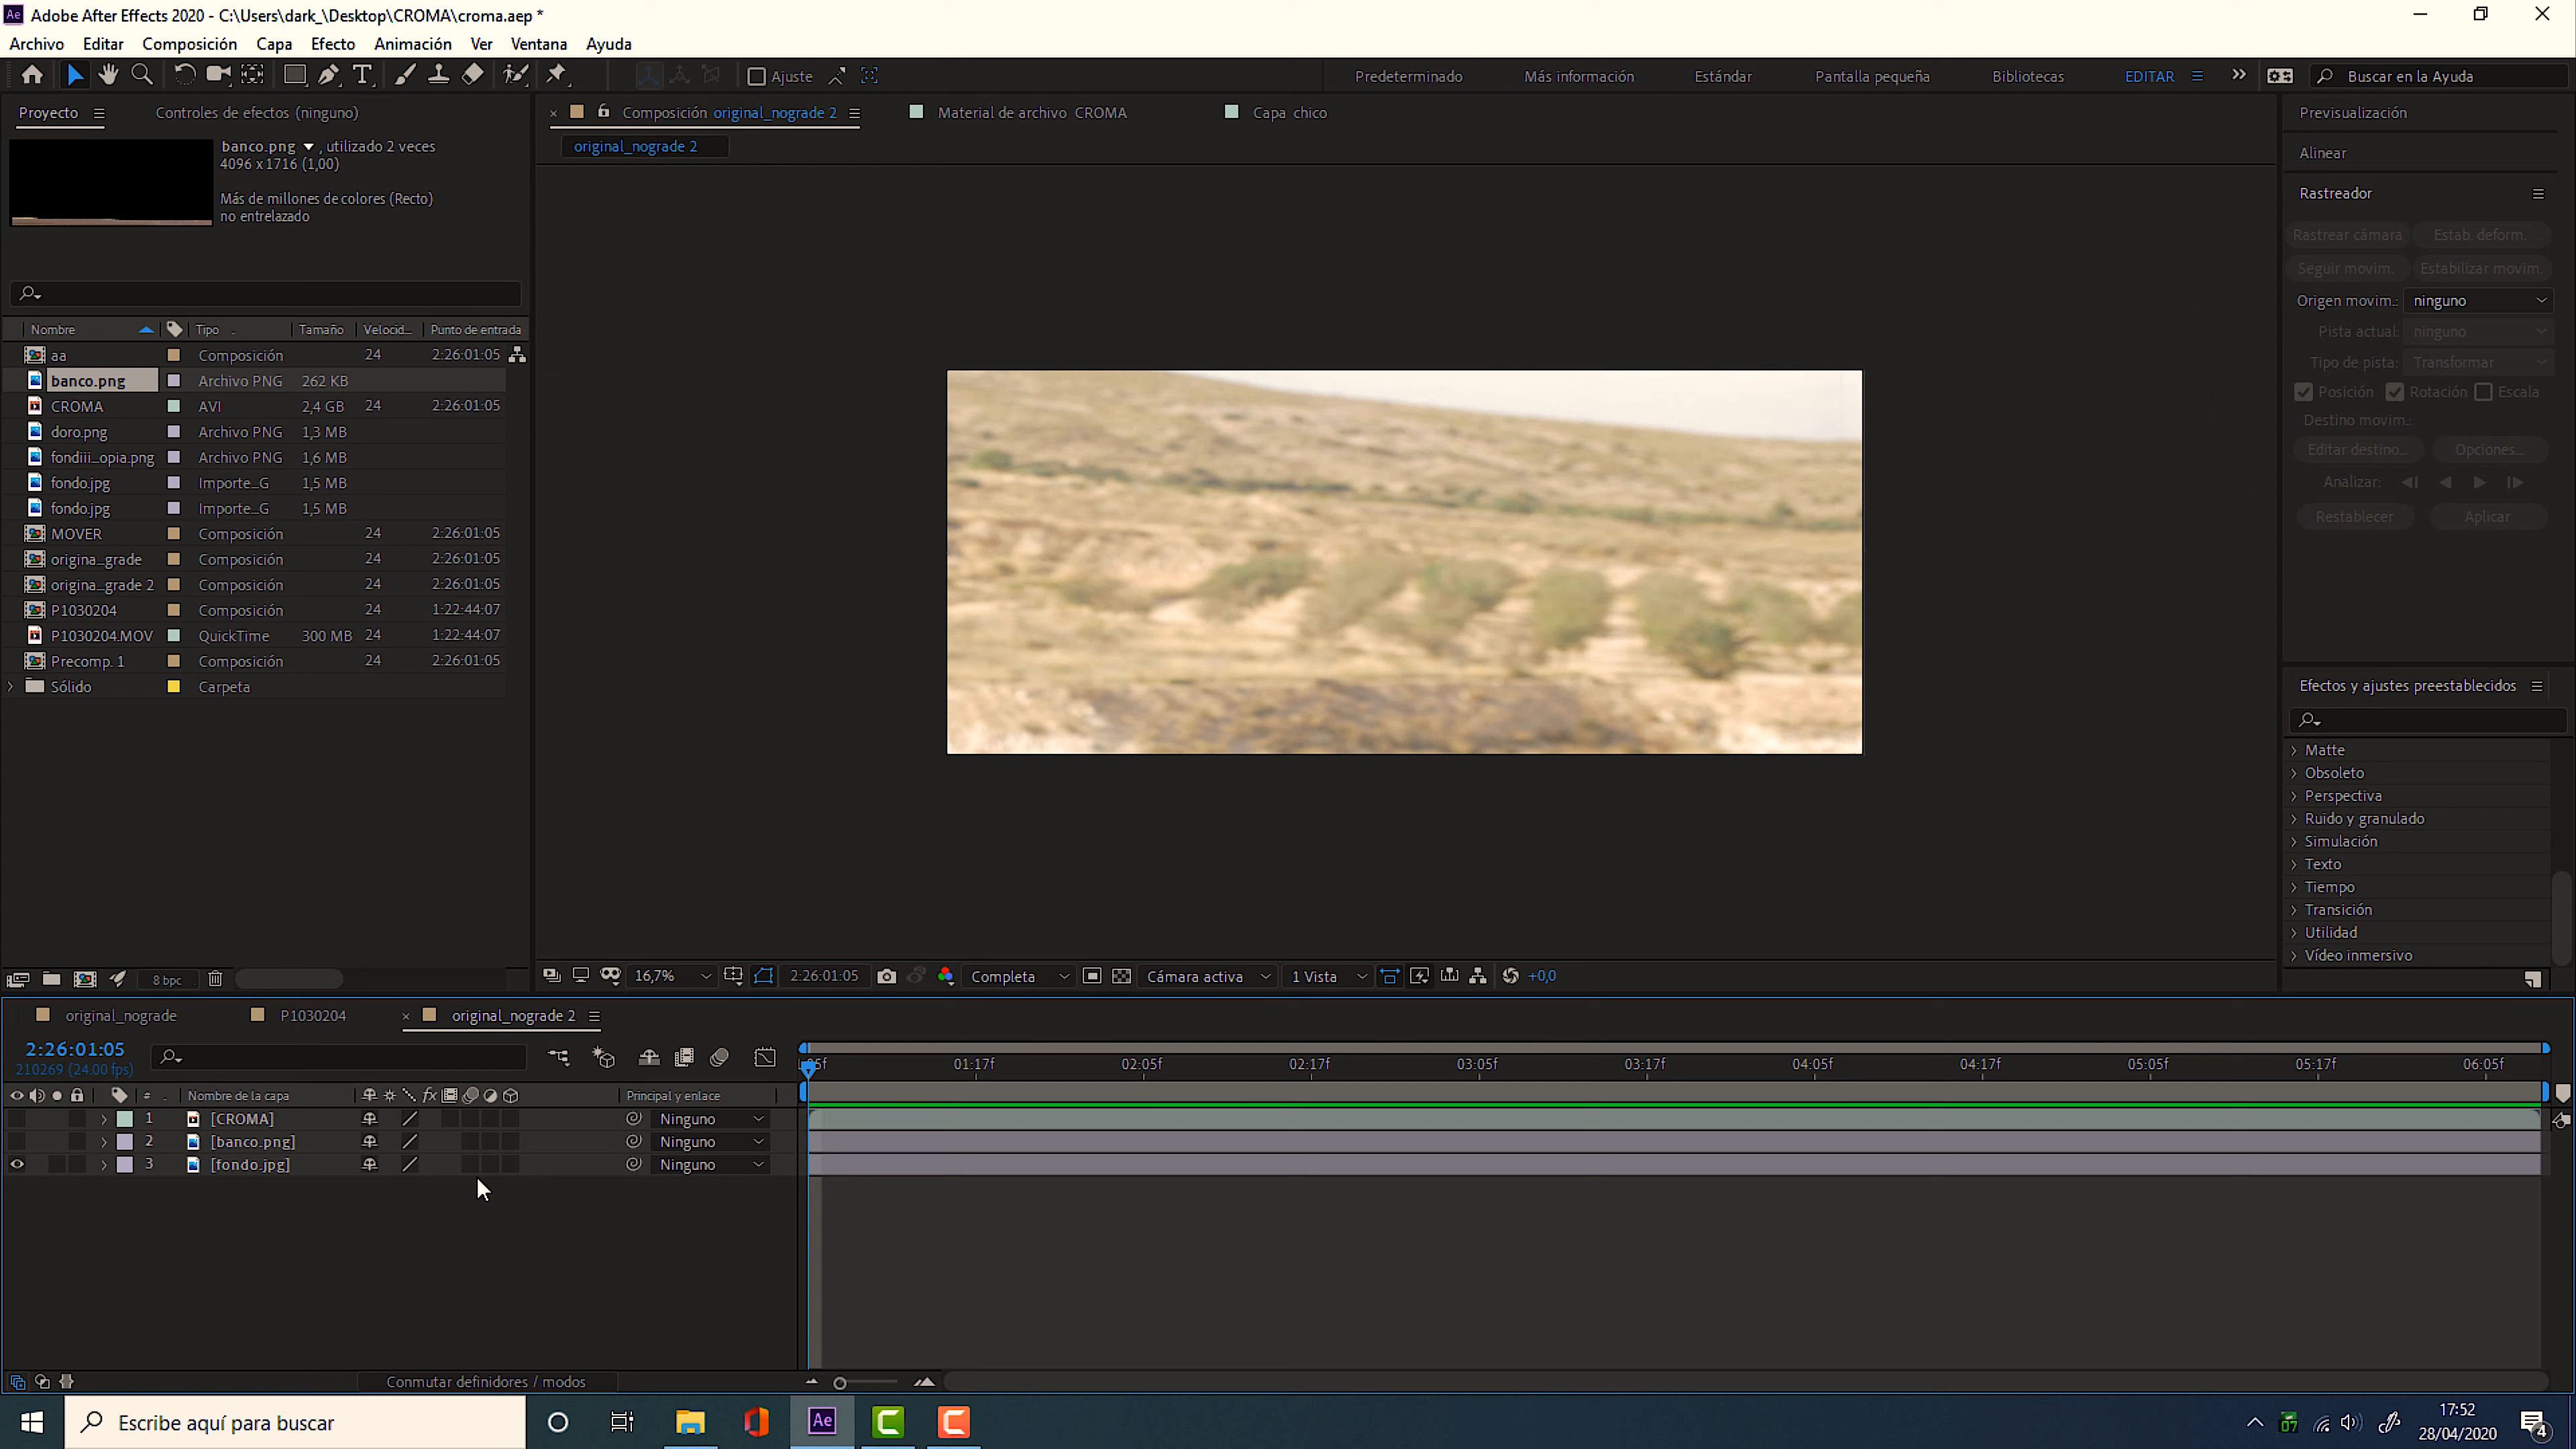 Adobe After Effects 2020 - C:\Users\dark_\Desktop\CROMA\croma.aep *
Archivo Editar Composición Capa Efecto Animación Ver Ventana Ayuda
Ajuste
Predeterminado Más información Estándar Pantalla pequeña Bibliotecas EDITAR
Buscar en la Ayuda
Proyecto Controles de efectos (ninguno)
banco.png , utilizado 2 veces
4096 x 1716 (1,00)
Más de millones de colores (Recto)
no entrelazado
Nombre Tipo Tamaño Velocid... Punto de entrada
aa Composición 24 2:26:01:05
banco.png Archivo PNG 262 KB
CROMA AVI 2,4 GB 24 2:26:01:05
doro.png Archivo PNG 1,3 MB
fondiii_opia.png Archivo PNG 1,6 MB
fondo.jpg Importe_G 1,5 MB
fondo.jpg Importe_G 1,5 MB
MOVER Composición 24 2:26:01:05
origina_grade Composición 24 2:26:01:05
origina_grade 2 Composición 24 2:26:01:05
P1030204 Composición 24 1:22:44:07
P1030204.MOV QuickTime 300 MB 24 1:22:44:07
Precomp. 1 Composición 24 2:26:01:05
Sólido Carpeta
8 bpc
Composición original_nograde 2 Material de archivo CROMA Capa chico
original_nograde 2
16,7% 2:26:01:05 Completa Cámara activa 1 Vista +0,0
Previsualización
Alinear
Rastreador
Rastrear cámara Estab. deform.
Seguir movim. Estabilizar movim.
Origen movim.: ninguno
Pista actual: ninguno
Tipo de pista: Transformar
Posición Rotación Escala
Destino movim.:
Editar destino... Opciones...
Analizar:
Restablecer Aplicar
Efectos y ajustes preestablecidos
Matte
Obsoleto
Perspectiva
Ruido y granulado
Simulación
Texto
Tiempo
Transición
Utilidad
Vídeo inmersivo
original_nograde P1030204 original_nograde 2
2:26:01:05
210269 (24.00 fps)
:05f 01:17f 02:05f 02:17f 03:05f 03:17f 04:05f 04:17f 05:05f 05:17f 06:05f
# Nombre de la capa fx Principal y enlace
1 [CROMA] Ninguno
2 [banco.png] Ninguno
3 [fondo.jpg] Ninguno
Conmutar definidores / modos
Escribe aquí para buscar
Ae
07
17:52
28/04/2020
4